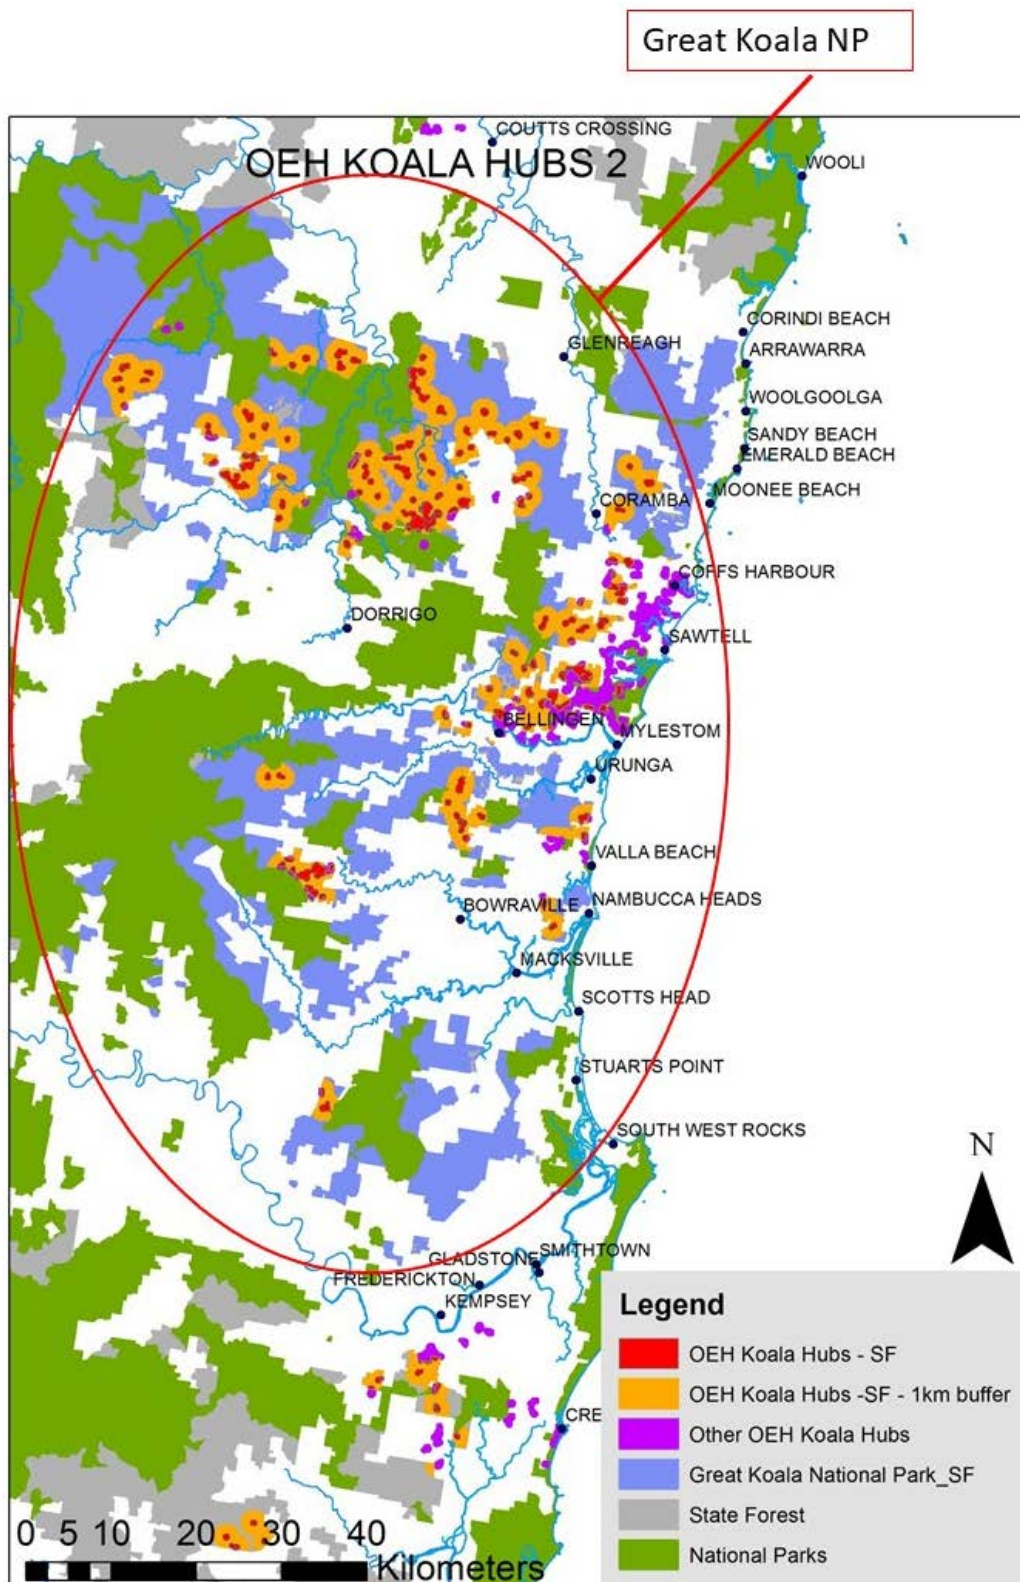 Great Koala NP
COUTTS CROSSING
OEH KOALA HUBS 2
WOOLI
CORINDI BEACH
GLENREAGH
ARRAWARRA
WOOLGOOLGA
SANDY BEACH
EMERALD BEACH
CORAMBA
MOONEE BEACH
COFFS HARBOUR
DORRIGO
SAWTELL
BELLINGEN
MYLESTOM
URUNGA
VALLA BEACH
BOWRAVILLE
NAMBUCCA HEADS
MACKSVILLE
SCOTTS HEAD
STUARTS POINT
SOUTH WEST ROCKS
N
GLADSTONE
SMITHTOWN
FREDERICKTON
KEMPSEY
CRE
Legend
OEH Koala Hubs - SF
OEH Koala Hubs -SF - 1km buffer
Other OEH Koala Hubs
Great Koala National Park_SF
State Forest
National Parks
0 5 10 20 30 40
Kilometers